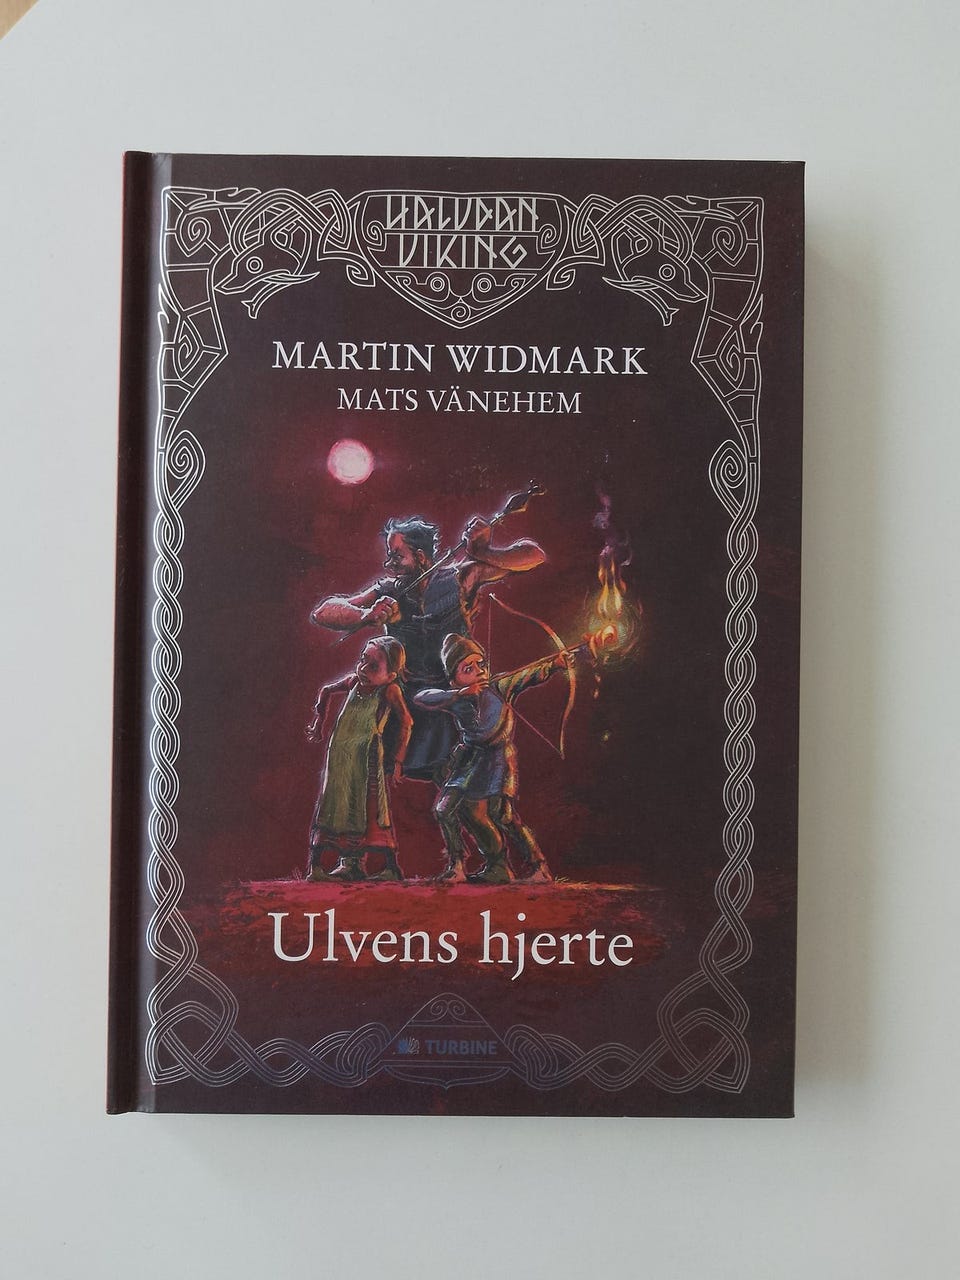 HALVDAN
VIKING
MARTIN WIDMARK
MATS VÄNEHEM
Ulvens hjerte
TURBINE